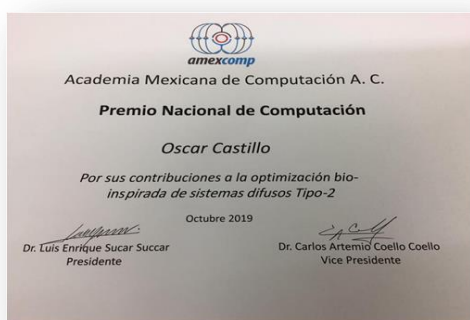 amexcomp
Academia Mexicana de Computación A. C.
Premio Nacional de Computación
Oscar Castillo
Por sus contribuciones a la optimización bio-
inspirada de sistemas difusos Tipo-2
Octubre 2019
Dr. Luis Enrique Sucar Succar
Presidente
Dr. Carlos Artemio Coello Coello
Vice Presidente